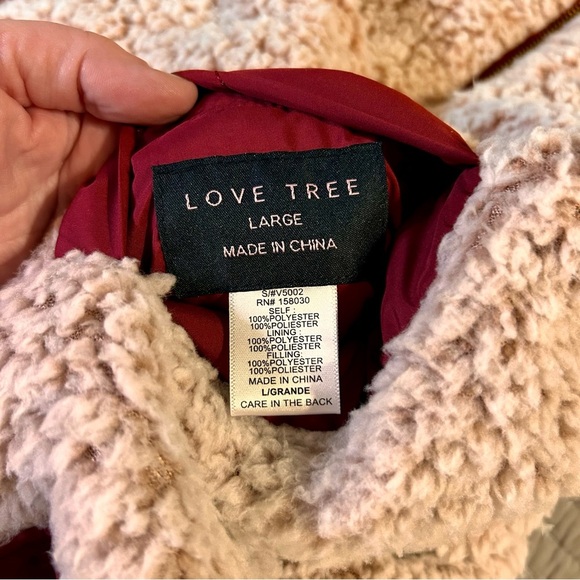 LOVE TREE
LARGE
MADE IN CHINA
S/#V5002
RN# 158030
SELF :
100%POLYESTER
100%POLIESTER
LINING :
100%POLYESTER
100%POLIESTER
FILLING:
100%POLYESTER
100%POLIESTER
MADE IN CHINA
L/GRANDE
CARE IN THE BACK